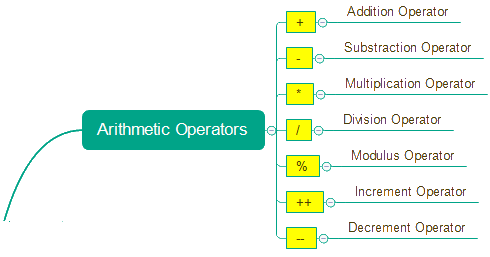 Arithmetic Operators
+ Addition Operator
- Substraction Operator
* Multiplication Operator
/ Division Operator
% Modulus Operator
++ Increment Operator
-- Decrement Operator